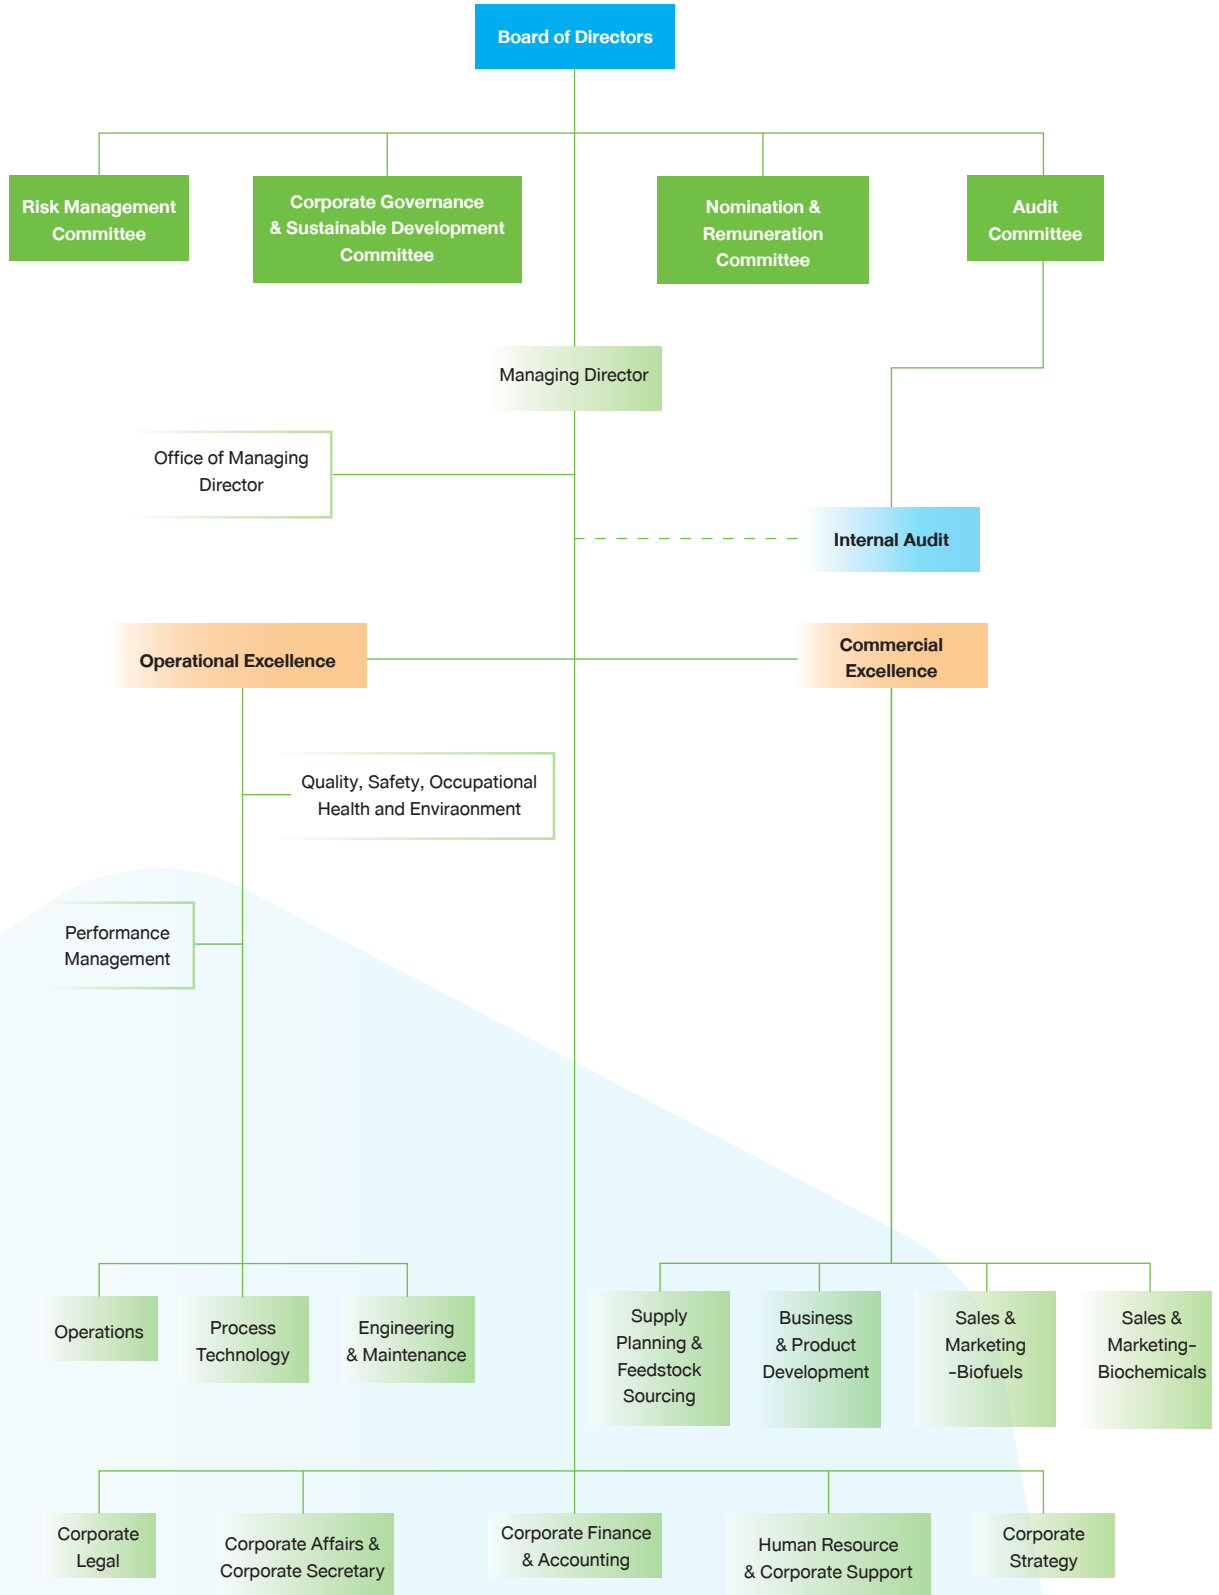 Board of Directors
Risk Management
Committee
Corporate Governance
& Sustainable Development
Committee
Nomination &
Remuneration
Committee
Audit
Committee
Managing Director
Office of Managing
Director
Internal Audit
Operational Excellence
Commercial
Excellence
Quality, Safety, Occupational
Health and Enviraonment
Performance
Management
Operations
Process
Technology
Engineering
& Maintenance
Supply
Planning &
Feedstock
Sourcing
Business
& Product
Development
Sales &
Marketing
-Biofuels
Sales &
Marketing-
Biochemicals
Corporate
Legal
Corporate Affairs &
Corporate Secretary
Corporate Finance
& Accounting
Human Resource
& Corporate Support
Corporate
Strategy